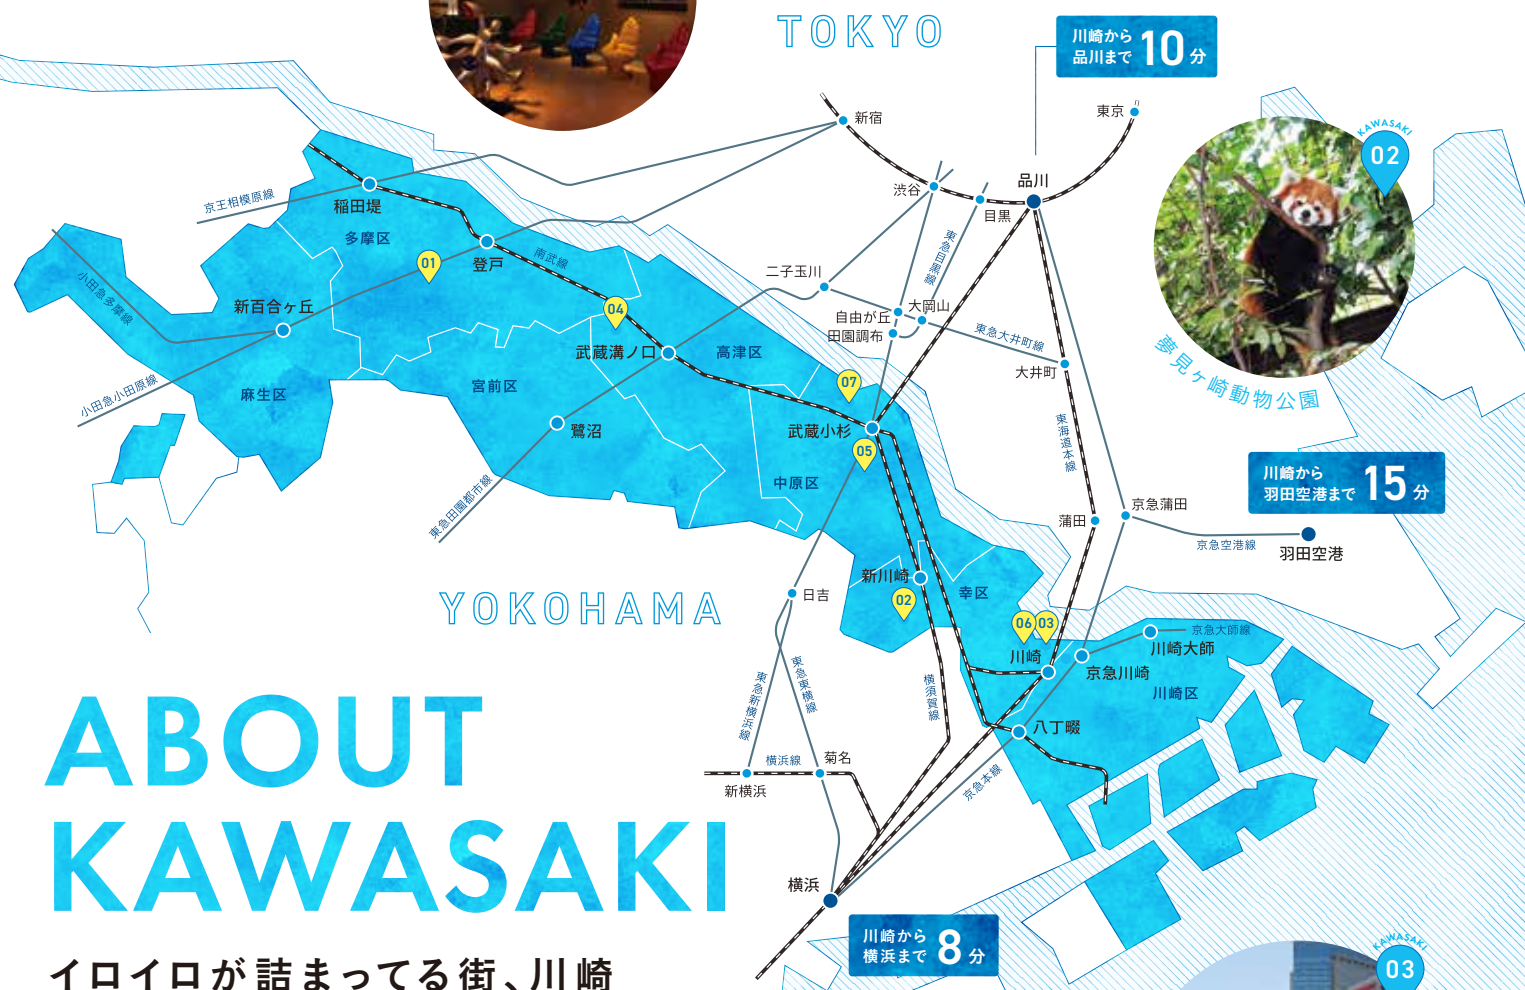 TOKYO
川崎から
品川まで 10 分
新宿
東京
KAWASAKI
02
渋谷
品川
目黒
京王相模原線
稲田堤
多摩区
01
登戸
南武線
東急目黒線
二子玉川
小田急多摩線
新百合ヶ丘
04
自由が丘
大岡山
田園調布
東急大井町線
武蔵溝ノ口
高津区
大井町
夢見ヶ崎動物公園
小田急小田原線
麻生区
宮前区
07
鷺沼
武蔵小杉
東海道本線
05
中原区
川崎から
羽田空港まで 15 分
東急田園都市線
京急蒲田
蒲田
京急空港線
羽田空港
YOKOHAMA
新川崎
日吉
02
幸区
06
03
京急大師線
川崎
川崎大師
京急川崎
川崎区
東急新横浜線
東急東横線
横須賀線
八丁畷
横浜線
菊名
新横浜
京急本線
ABOUT
KAWASAKI
横浜
川崎から
横浜まで 8 分
KAWASAKI
03
イロイロが詰まってる街、川崎